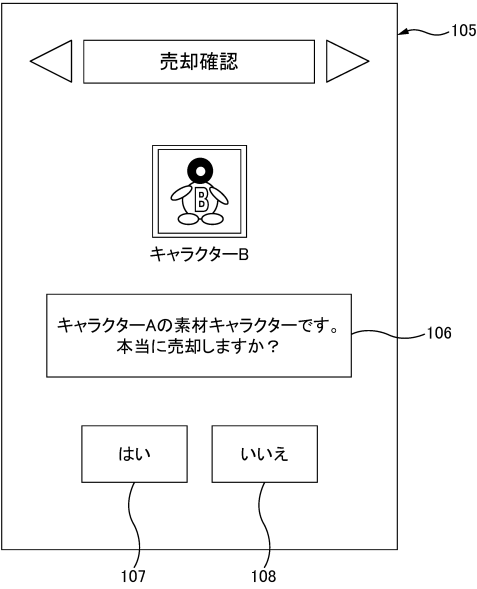 105
売却確認
B
キャラクターB
キャラクターAの素材キャラクターです。
本当に売却しますか？
106
はい
いいえ
107
108